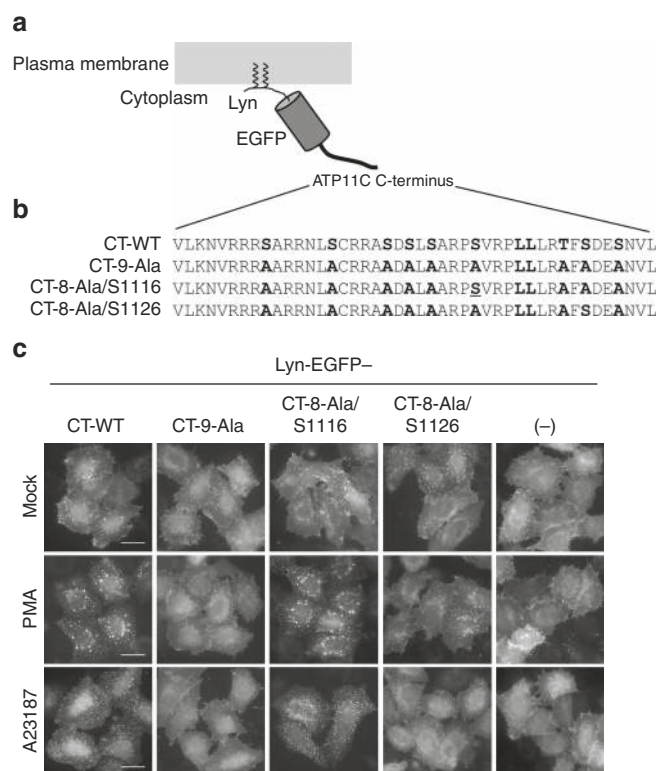 a
Plasma membrane
Cytoplasm
Lyn
EGFP
ATP11C C-terminus
b
CT-WT VLKNVRRRSARRNLSCRRASDSLSARPSVRPLLLRTFSDESNVL
CT-9-Ala VLKNVRRRAARRNLACRRAADALAARPAVRPLLLRAFADEANVL
CT-8-Ala/S1116 VLKNVRRRAARRNLACRRAADALAARPSVRPLLLRAFADEANVL
CT-8-Ala/S1126 VLKNVRRRAARRNLACRRAADALAARPAVRPLLLRAFSDEANVL
c
Lyn-EGFP–
CT-WT
CT-9-Ala
CT-8-Ala/
S1116
CT-8-Ala/
S1126
(–)
Mock
PMA
A23187